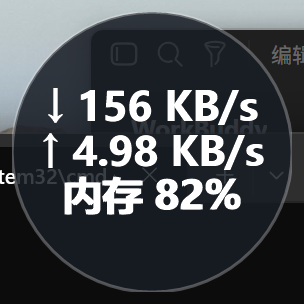 编辑
↓ 156 KB/s
WorkBuddy
↑ 4.98 KB/s
tem32\cmd
内存 82%